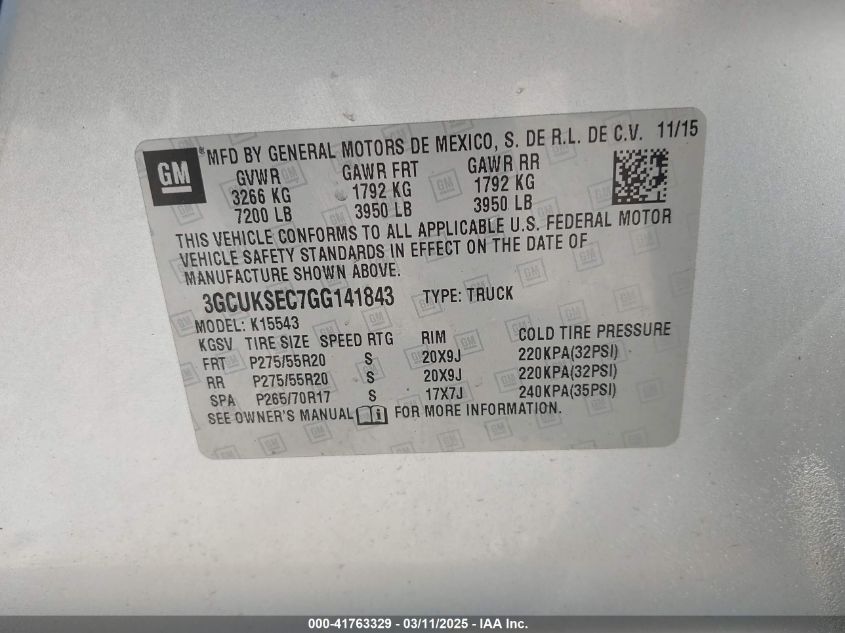 GM
MFD BY GENERAL MOTORS DE MEXICO, S. DE R.L. DE C.V. 11/15
GVWR GAWR FRT GAWR RR
3266 KG 1792 KG 1792 KG
7200 LB 3950 LB 3950 LB
THIS VEHICLE CONFORMS TO ALL APPLICABLE U.S. FEDERAL MOTOR
VEHICLE SAFETY STANDARDS IN EFFECT ON THE DATE OF
MANUFACTURE SHOWN ABOVE.
3GCUKSEC7GG141843 TYPE: TRUCK
MODEL: K15543
KGSV TIRE SIZE SPEED RTG RIM COLD TIRE PRESSURE
FRT P275/55R20 S 20X9J 220KPA(32PSI)
RR P275/55R20 S 20X9J 220KPA(32PSI)
SPA P265/70R17 S 17X7J 240KPA(35PSI)
SEE OWNER'S MANUAL FOR MORE INFORMATION.
000-41763329 - 03/11/2025 - IAA Inc.